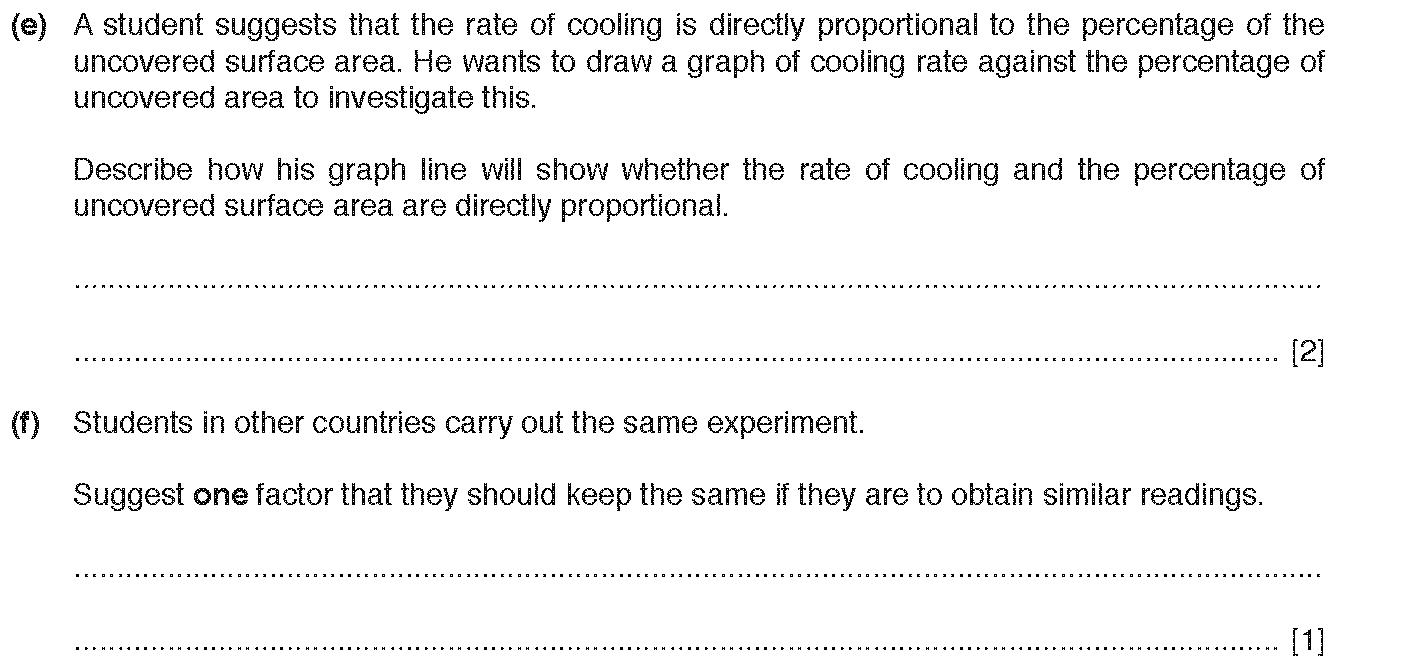 (e) A student suggests that the rate of cooling is directly proportional to the percentage of the
uncovered surface area. He wants to draw a graph of cooling rate against the percentage of
uncovered area to investigate this.
Describe how his graph line will show whether the rate of cooling and the percentage of
uncovered surface area are directly proportional.
..........................................................................................................................................
..................................................................................................................................... [2]
(f) Students in other countries carry out the same experiment.
Suggest one factor that they should keep the same if they are to obtain similar readings.
..........................................................................................................................................
..................................................................................................................................... [1]